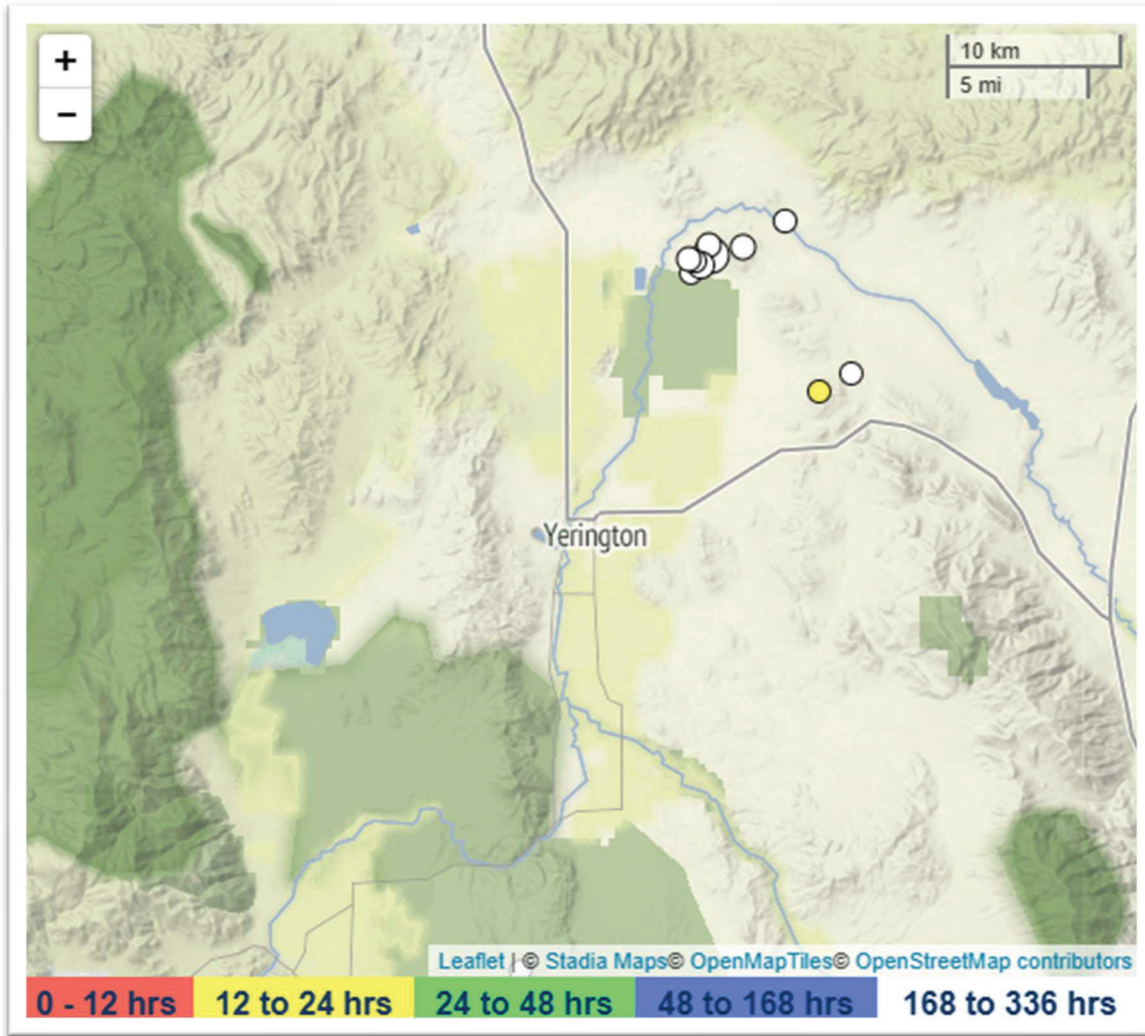 +
10 km
−
5 mi
Yerington
Leaflet | © Stadia Maps© OpenMapTiles© OpenStreetMap contributors
0 - 12 hrs 12 to 24 hrs 24 to 48 hrs 48 to 168 hrs 168 to 336 hrs